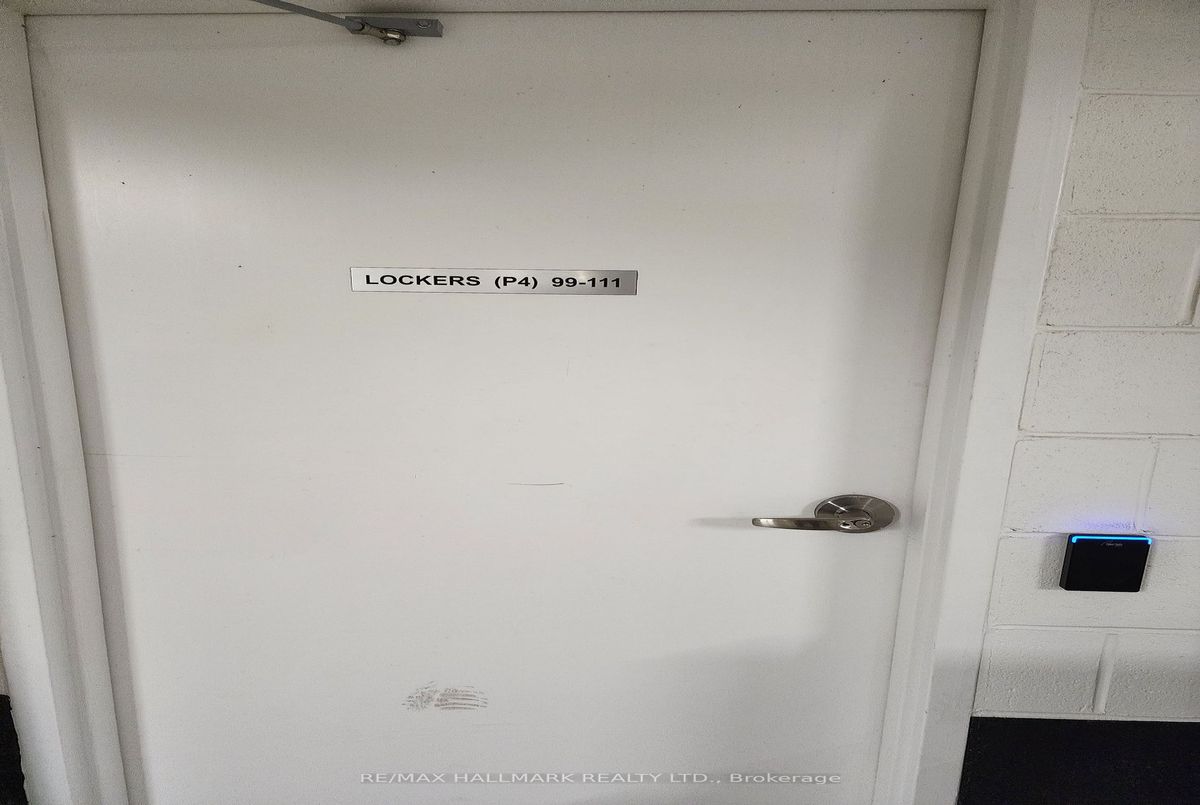 LOCKERS (P4) 99-111
RE/MAX HALLMARK REALTY LTD., Brokerage